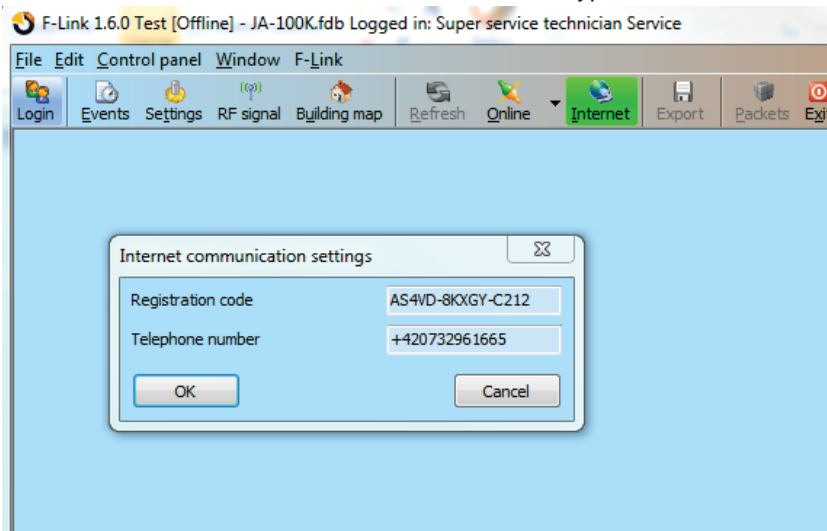 F-Link 1.6.0 Test [Offline] - JA-100K.fdb Logged in: Super service technician Service
File Edit Control panel Window F-Link
Login Events Settings RF signal Building map Refresh Online Internet Export Packets Exit
Internet communication settings
Registration code AS4VD-8KXGY-C212
Telephone number +420732961665
OK Cancel